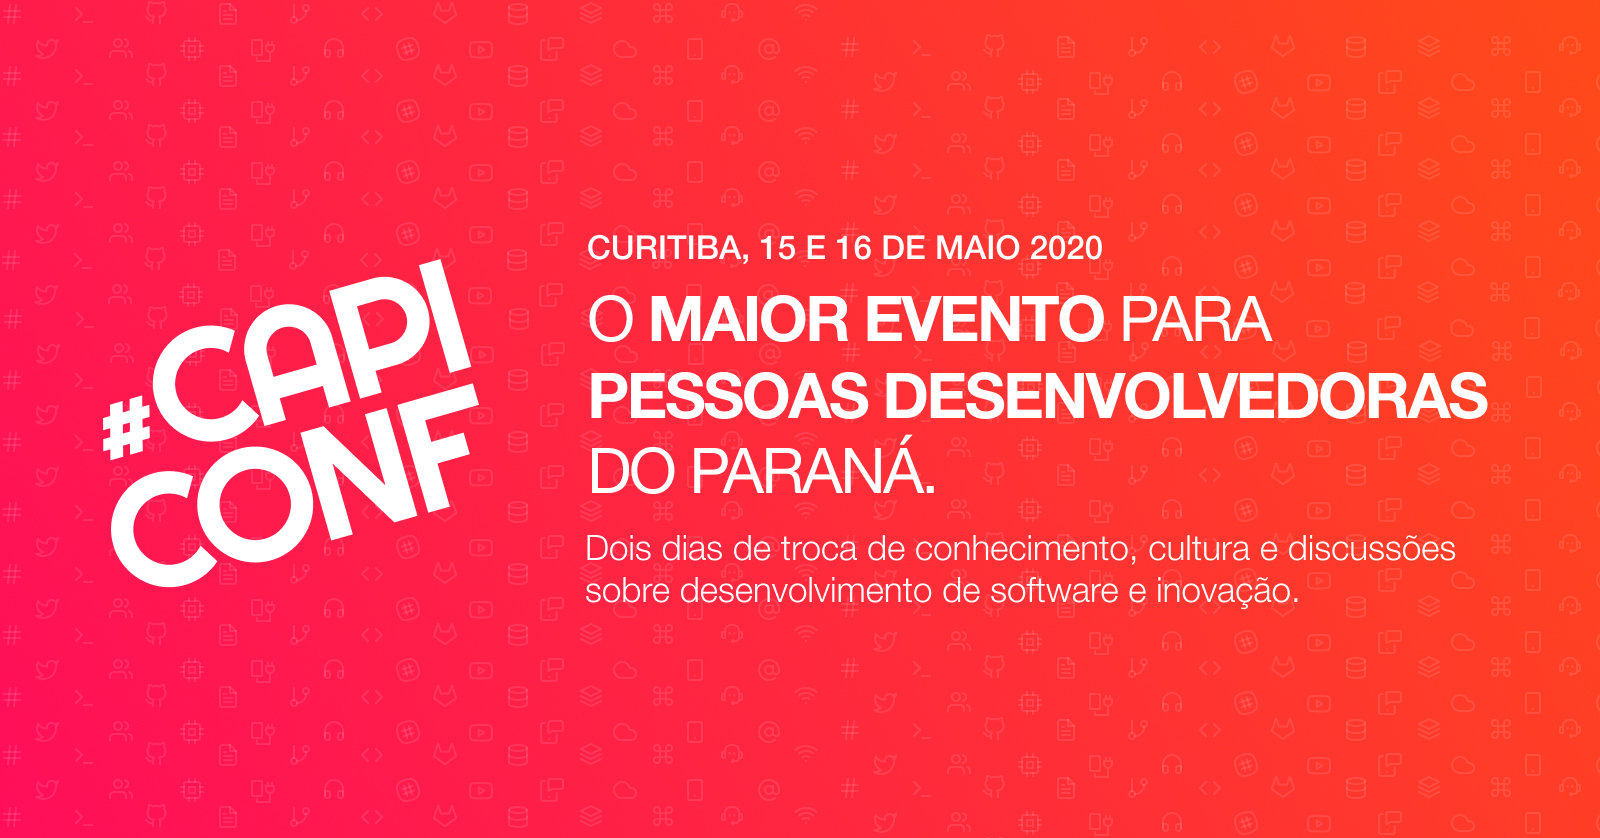 #CAPI
CONF
CURITIBA, 15 E 16 DE MAIO 2020
O MAIOR EVENTO PARA
PESSOAS DESENVOLVEDORAS
DO PARANÁ.
Dois dias de troca de conhecimento, cultura e discussões
sobre desenvolvimento de software e inovação.